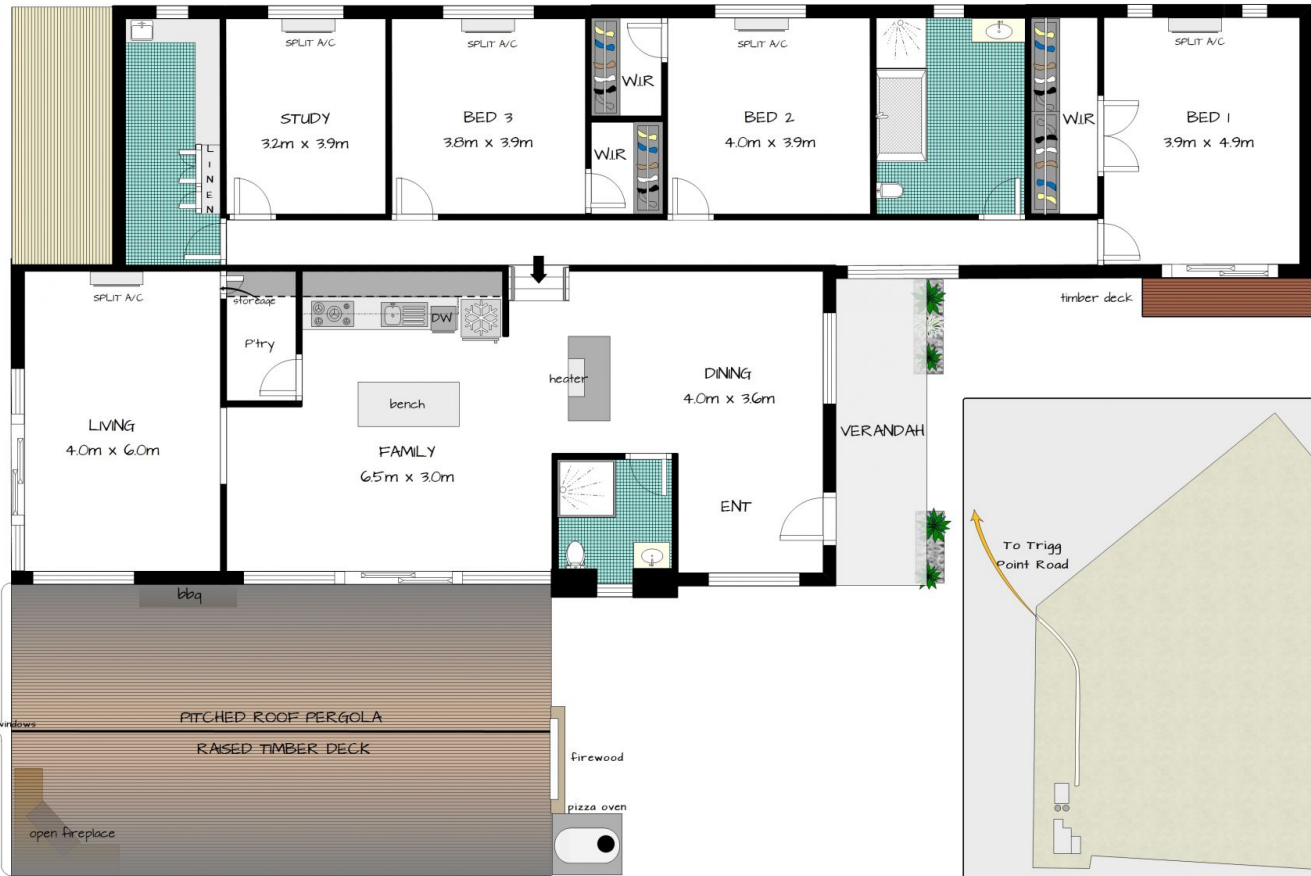 SPLIT A/C
SPLIT A/C
SPLIT A/C
SPLIT A/C
W.I.R
STUDY
3.2m x 3.9m
BED 3
3.8m x 3.9m
BED 2
4.0m x 3.9m
W.I.R
BED 1
3.9m x 4.9m
W.I.R
LINEN
SPLIT A/C
storeage
timber deck
DW
P'try
heater
DINING
4.0m x 3.6m
bench
LIVING
4.0m x 6.0m
FAMILY
6.5m x 3.0m
VERANDAH
ENT
To Trigg
Point Road
bbq
PITCHED ROOF PERGOLA
windows
RAISED TIMBER DECK
firewood
pizza oven
open fireplace